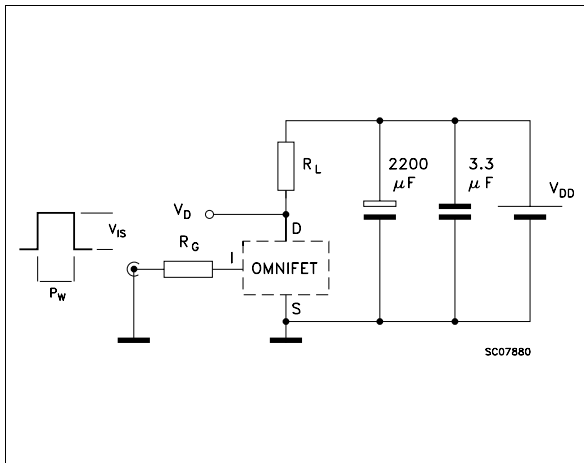 R_L
2200
µF
3.3
µF
V_DD
V_D
D
V_IS
R_G
I
OMNIFET
P_W
S
SC07880